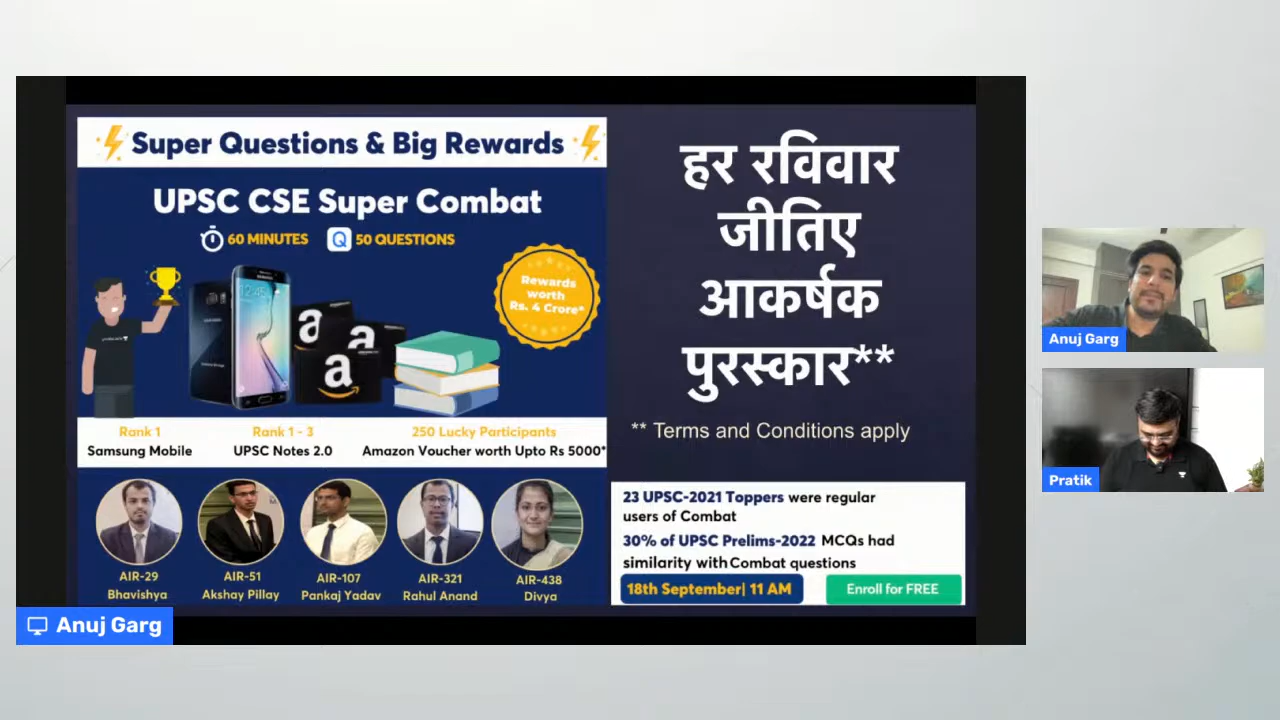 Super Questions & Big Rewards
UPSC CSE Super Combat
60 MINUTES Q 50 QUESTIONS
Rewards
worth
Rs. 4 Crore*
Rank 1
Samsung Mobile
Rank 1 - 3
UPSC Notes 2.0
250 Lucky Participants
Amazon Voucher worth Upto Rs 5000*
AIR-29
Bhavishya
AIR-51
Akshay Pillay
AIR-107
Pankaj Yadav
AIR-321
Rahul Anand
AIR-438
Divya
हर रविवार
जीतिए
आकर्षक
पुरस्कार**
** Terms and Conditions apply
23 UPSC-2021 Toppers were regular
users of Combat
30% of UPSC Prelims-2022 MCQs had
similarity with Combat questions
18th September| 11 AM
Enroll for FREE
Anuj Garg
Anuj Garg
Pratik